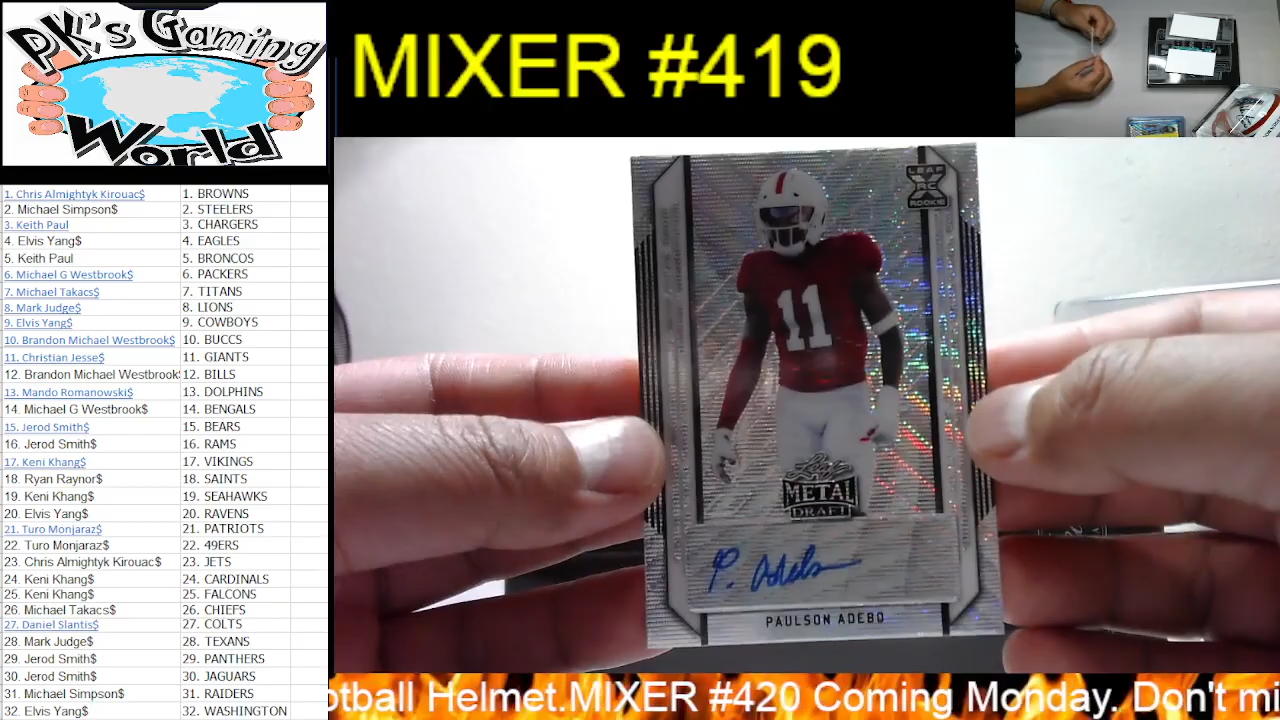 PK's Gaming
World
MIXER #419
1. Chris Almightyk Kirouac$ 1. BROWNS
2. Michael Simpson$ 2. STEELERS
3. Keith Paul 3. CHARGERS
4. Elvis Yang$ 4. EAGLES
5. Keith Paul 5. BRONCOS
6. Michael G Westbrook$ 6. PACKERS
7. Michael Takacs$ 7. TITANS
8. Mark Judge$ 8. LIONS
9. Elvis Yang$ 9. COWBOYS
10. Brandon Michael Westbrook$ 10. BUCCS
11. Christian Jesse$ 11. GIANTS
12. Brandon Michael Westbrook 12. BILLS
13. Mando Romanowski$ 13. DOLPHINS
14. Michael G Westbrook$ 14. BENGALS
15. Jerod Smith$ 15. BEARS
16. Jerod Smith$ 16. RAMS
17. Keni Khang$ 17. VIKINGS
18. Ryan Raynor$ 18. SAINTS
19. Keni Khang$ 19. SEAHAWKS
20. Elvis Yang$ 20. RAVENS
21. Turo Monjaraz$ 21. PATRIOTS
22. Turo Monjaraz$ 22. 49ERS
23. Chris Almightyk Kirouac$ 23. JETS
24. Keni Khang$ 24. CARDINALS
25. Keni Khang$ 25. FALCONS
26. Michael Takacs$ 26. CHIEFS
27. Daniel Slantis$ 27. COLTS
28. Mark Judge$ 28. TEXANS
29. Jerod Smith$ 29. PANTHERS
30. Jerod Smith$ 30. JAGUARS
31. Michael Simpson$ 31. RAIDERS
32. Elvis Yang$ 32. WASHINGTON
LEAF
X
RC
ROOKIE
11
Leaf
METAL
DRAFT
P. Adebo
PAULSON ADEBO
otball Helmet.MIXER #420 Coming Monday. Don't mi